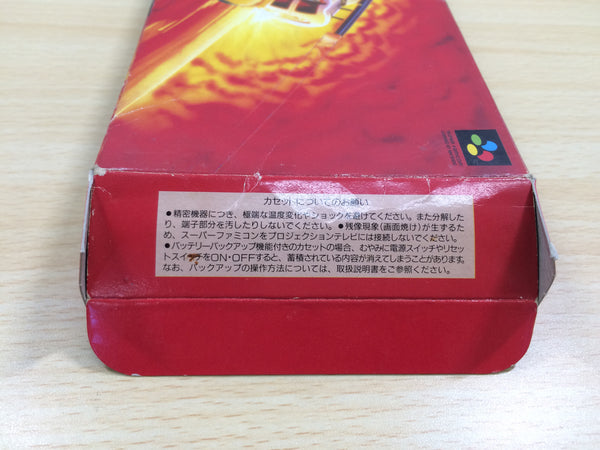 カセットについてのお願い
●精密機器につき、極端な温度変化やショックを避けてください。また分解した
り、端子部分を汚したりしないでください。●残像現象(画面焼け)が生ずるた
め、スーパーファミコンをプロジェクションテレビには接続しないでください。
●バッテリーバックアップ機能付きのカセットの場合、むやみに電源スイッチやリセッ
トスイッチをON・OFFすると、蓄積されている内容が消えてしまうことがあります。
なお、バックアップの操作方法については、取扱説明書をご参照ください。